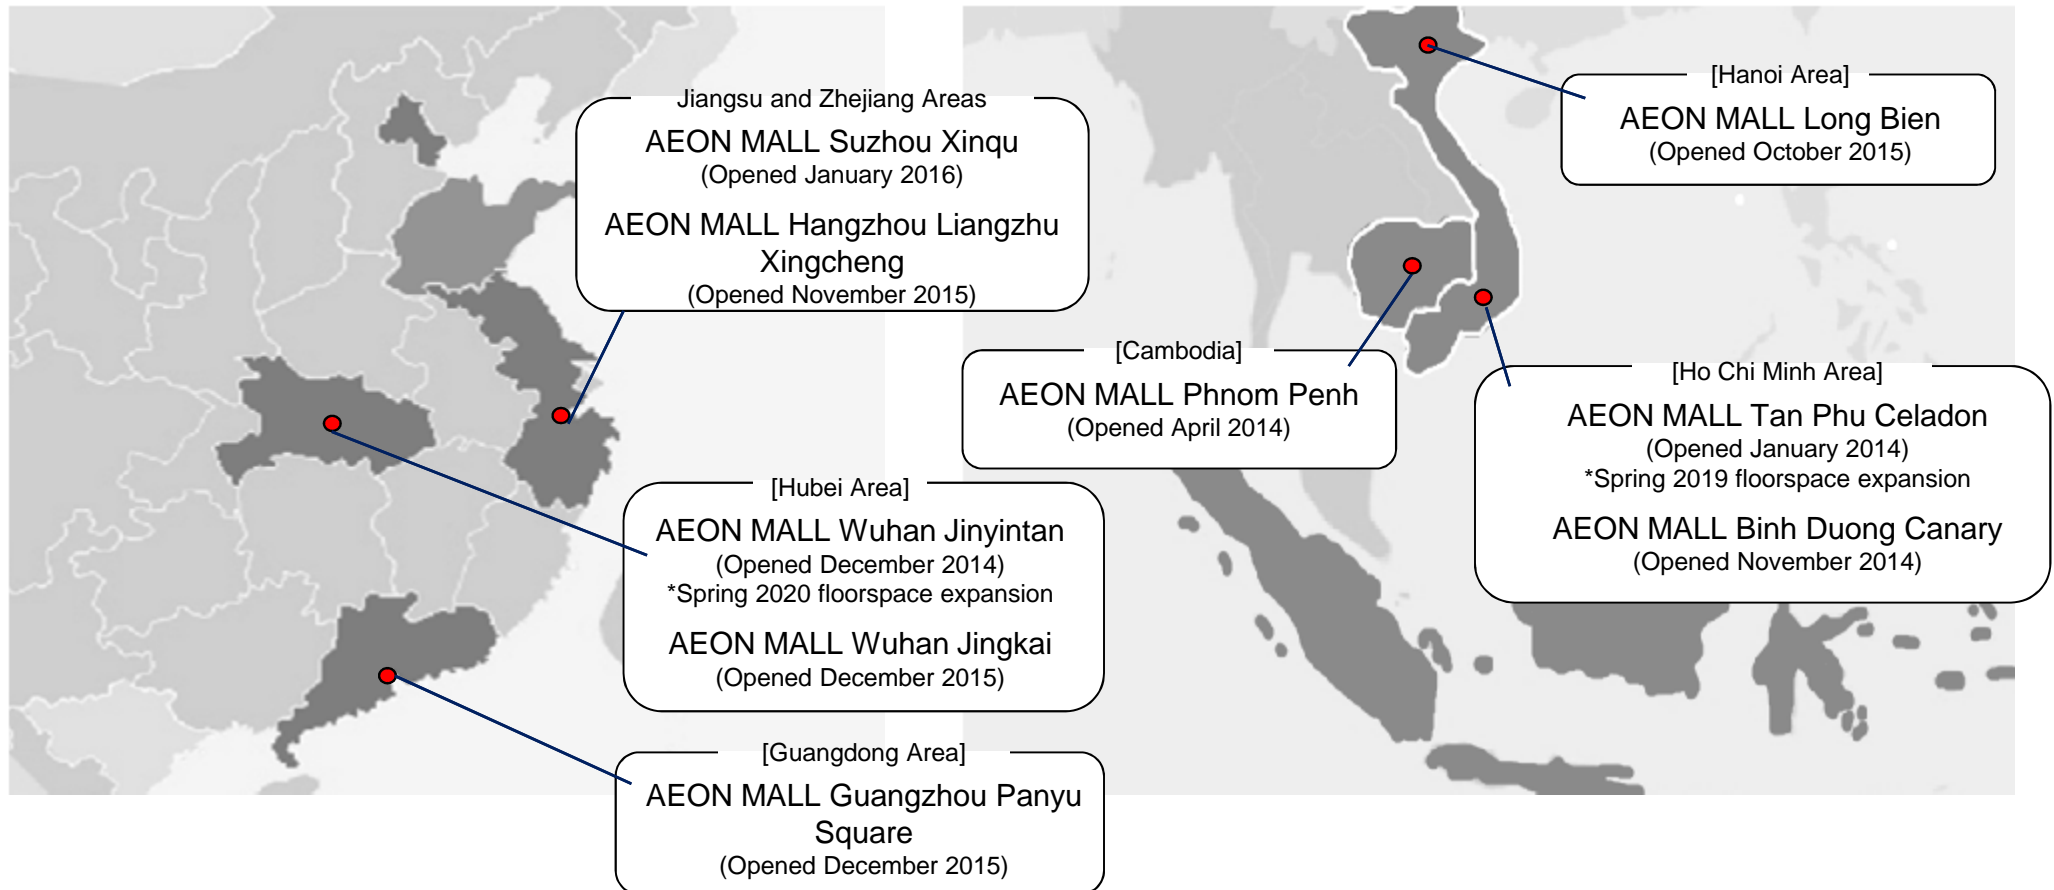 Jiangsu and Zhejiang Areas
AEON MALL Suzhou Xinqu
(Opened January 2016)
AEON MALL Hangzhou Liangzhu
Xingcheng
(Opened November 2015)
[Hubei Area]
AEON MALL Wuhan Jinyintan
(Opened December 2014)
*Spring 2020 floorspace expansion
AEON MALL Wuhan Jingkai
(Opened December 2015)
[Guangdong Area]
AEON MALL Guangzhou Panyu
Square
(Opened December 2015)
[Hanoi Area]
AEON MALL Long Bien
(Opened October 2015)
[Cambodia]
AEON MALL Phnom Penh
(Opened April 2014)
[Ho Chi Minh Area]
AEON MALL Tan Phu Celadon
(Opened January 2014)
*Spring 2019 floorspace expansion
AEON MALL Binh Duong Canary
(Opened November 2014)